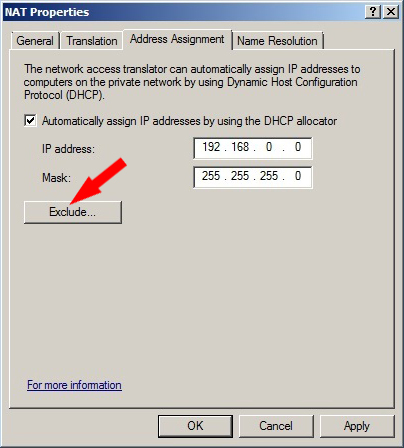 NAT Properties
General
Translation
Address Assignment
Name Resolution
The network access translator can automatically assign IP addresses to
computers on the private network by using Dynamic Host Configuration
Protocol (DHCP).
Automatically assign IP addresses by using the DHCP allocator
IP address: 192 . 168 . 0 . 0
Mask: 255 . 255 . 255 . 0
Exclude...
For more information
OK
Cancel
Apply